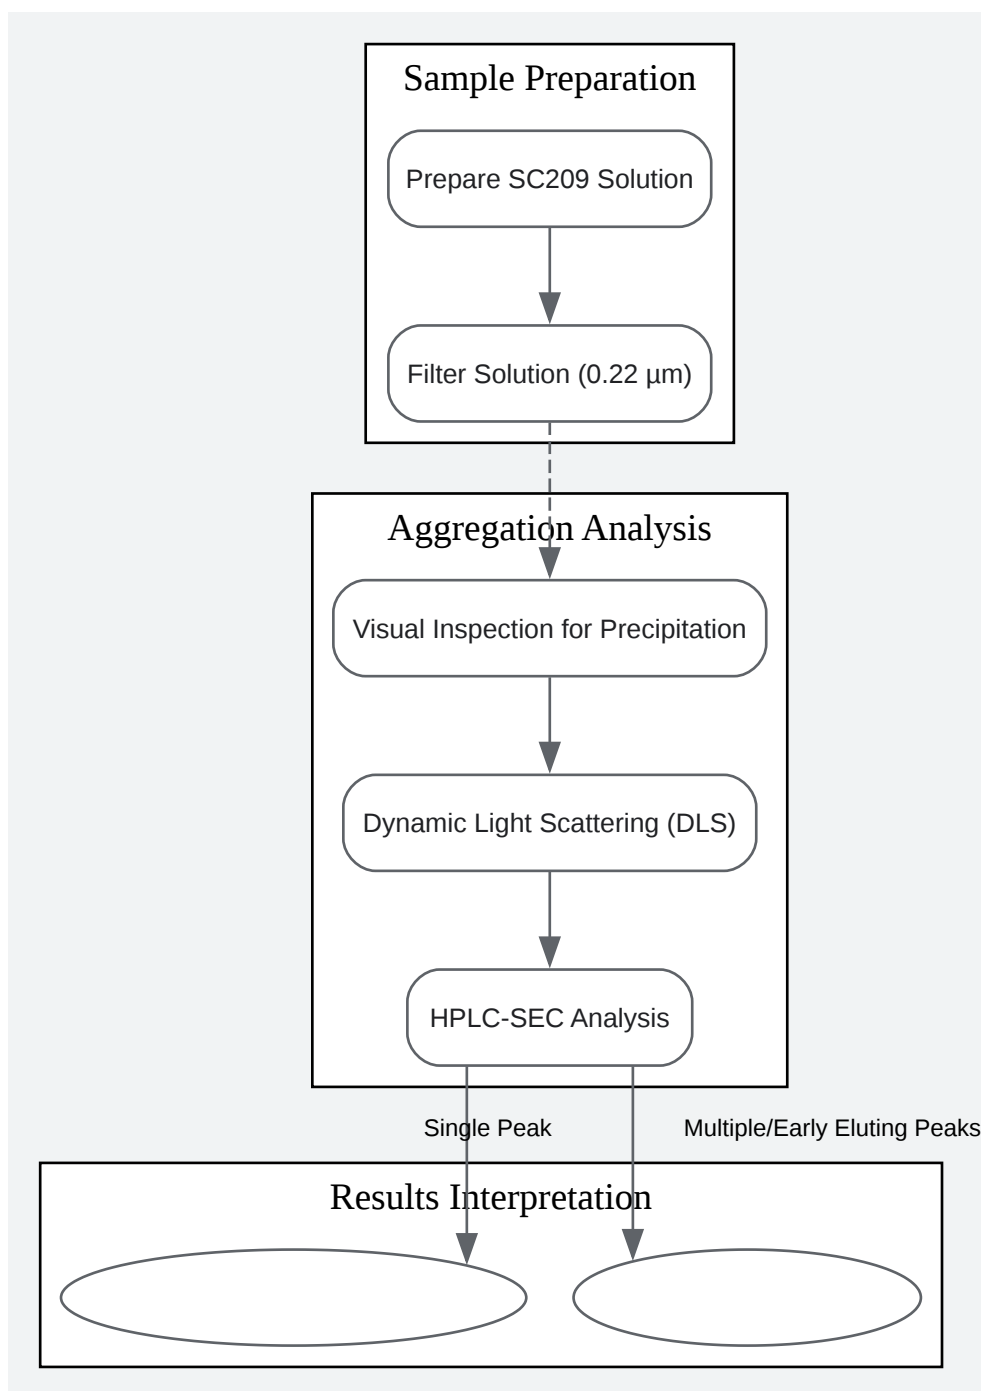 Sample Preparation
Prepare SC209 Solution
Filter Solution (0.22 µm)
Aggregation Analysis
Visual Inspection for Precipitation
Dynamic Light Scattering (DLS)
HPLC-SEC Analysis
Single Peak
Multiple/Early Eluting Peaks
Results Interpretation